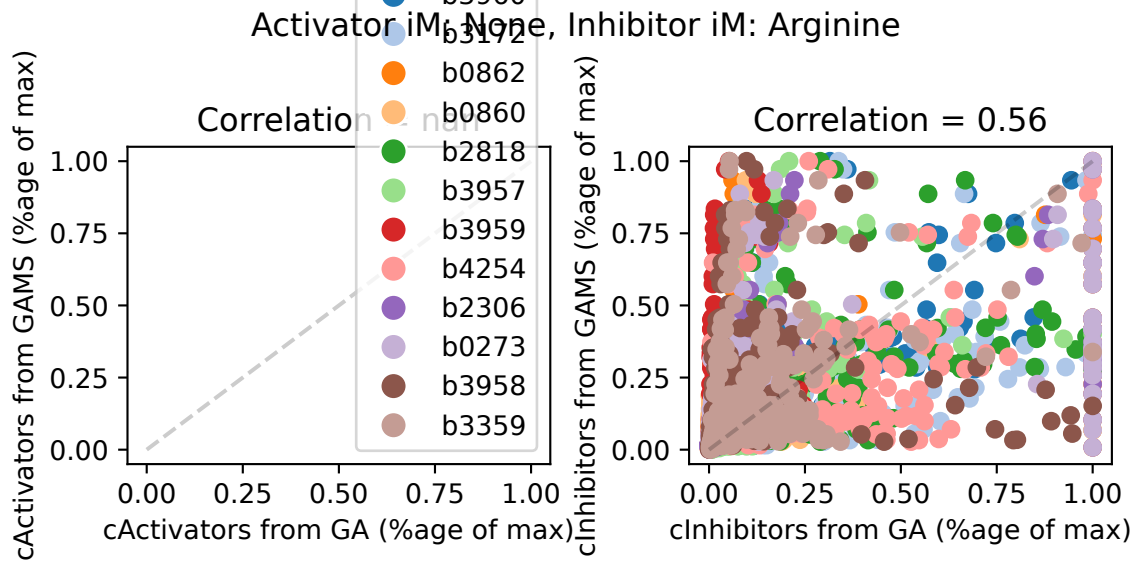 Activator iM: None, Inhibitor iM: Arginine
b3172
b0862
b0860
b2818
b3957
b3959
b4254
b2306
b0273
b3958
b3359
Correlation = nan
cActivators from GAMS (%age of max)
1.00
0.75
0.50
0.25
0.00
0.00 0.25 0.50 0.75 1.00
cActivators from GA (%age of max)
Correlation = 0.56
cInhibitors from GAMS (%age of max)
1.00
0.75
0.50
0.25
0.00
0.00 0.25 0.50 0.75 1.00
cInhibitors from GA (%age of max)